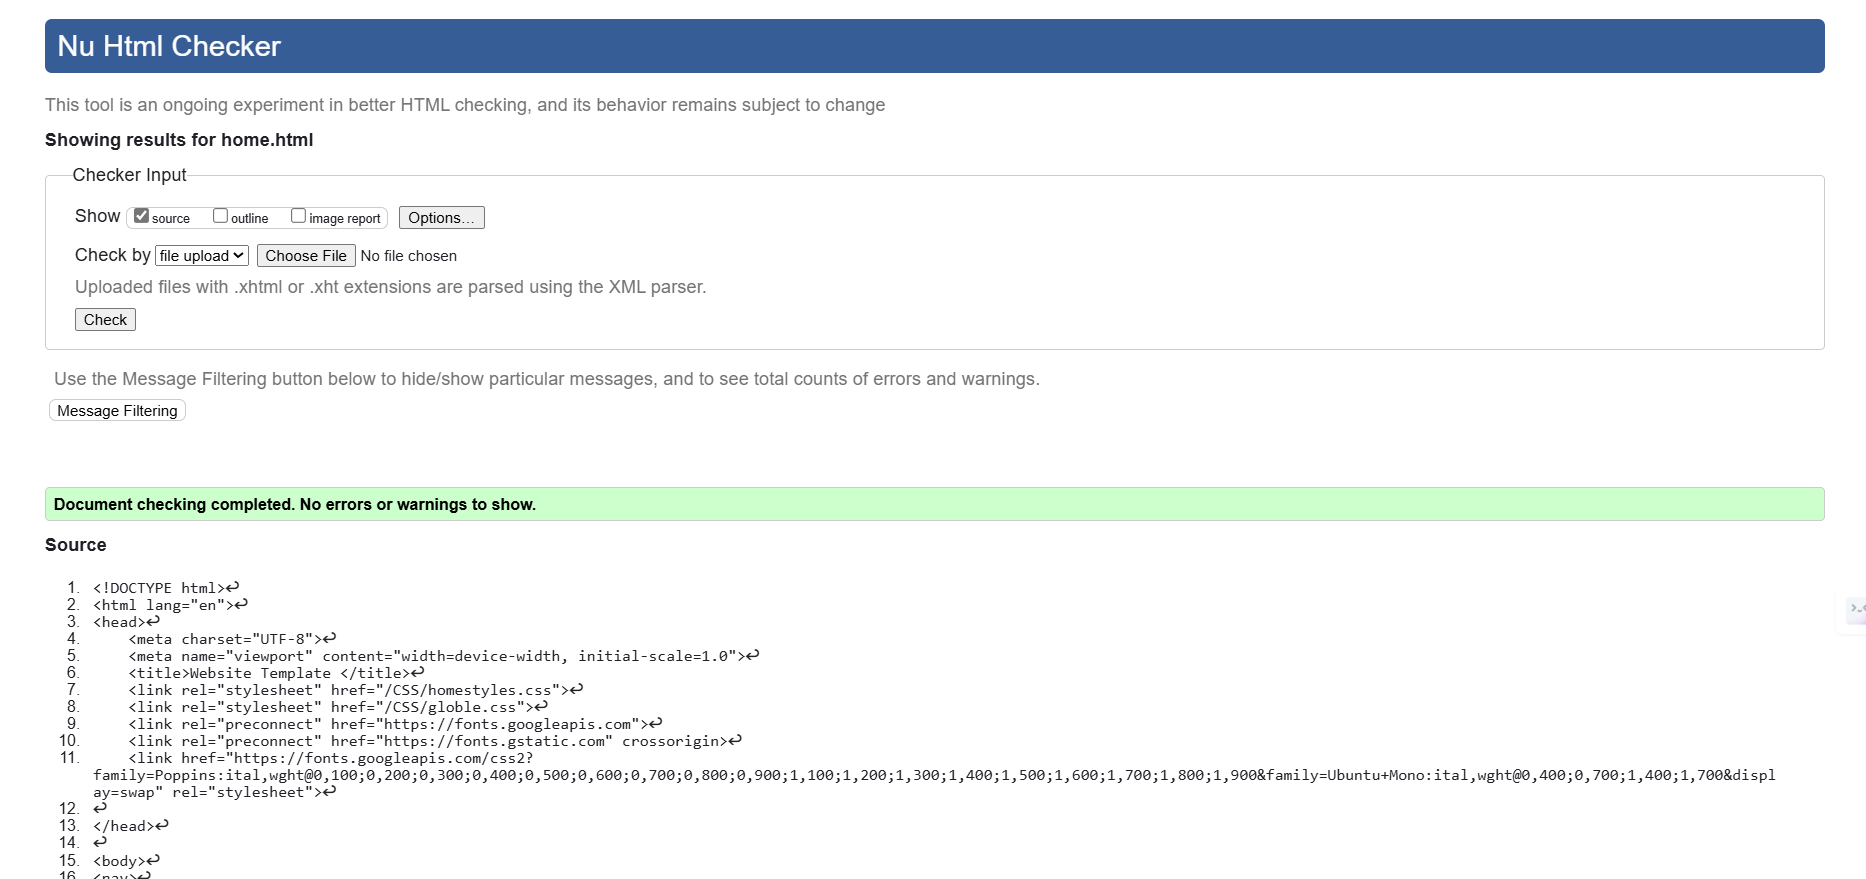 Nu Html Checker
This tool is an ongoing experiment in better HTML checking, and its behavior remains subject to change
Showing results for home.html
Checker Input
Show source outline image report Options...
Check by file upload Choose File No file chosen
Uploaded files with .xhtml or .xht extensions are parsed using the XML parser.
Check
Use the Message Filtering button below to hide/show particular messages, and to see total counts of errors and warnings.
Message Filtering
Document checking completed. No errors or warnings to show.
Source
1. <!DOCTYPE html>↩
2. <html lang="en">↩
3. <head>↩
4. <meta charset="UTF-8">↩
5. <meta name="viewport" content="width=device-width, initial-scale=1.0">↩
6. <title>Website Template </title>↩
7. <link rel="stylesheet" href="/CSS/homestyles.css">↩
8. <link rel="stylesheet" href="/CSS/globle.css">↩
9. <link rel="preconnect" href="https://fonts.googleapis.com">↩
10. <link rel="preconnect" href="https://fonts.gstatic.com" crossorigin>↩
11. <link href="https://fonts.googleapis.com/css2?
family=Poppins:ital,wght@0,100;0,200;0,300;0,400;0,500;0,600;0,700;0,800;0,900;1,100;1,200;1,300;1,400;1,500;1,600;1,700;1,800;1,900&family=Ubuntu+Mono:ital,wght@0,400;0,700;1,400;1,700&displ
ay=swap" rel="stylesheet">↩
12. ↩
13. </head>↩
14. ↩
15. <body>↩
16. <nav>↩